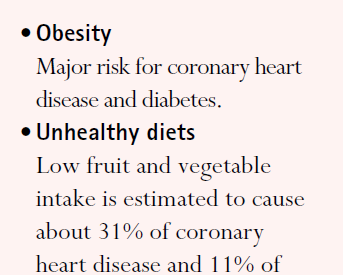 • Obesity
Major risk for coronary heart
disease and diabetes.
• Unhealthy diets
Low fruit and vegetable
intake is estimated to cause
about 31% of coronary
heart disease and 11% of